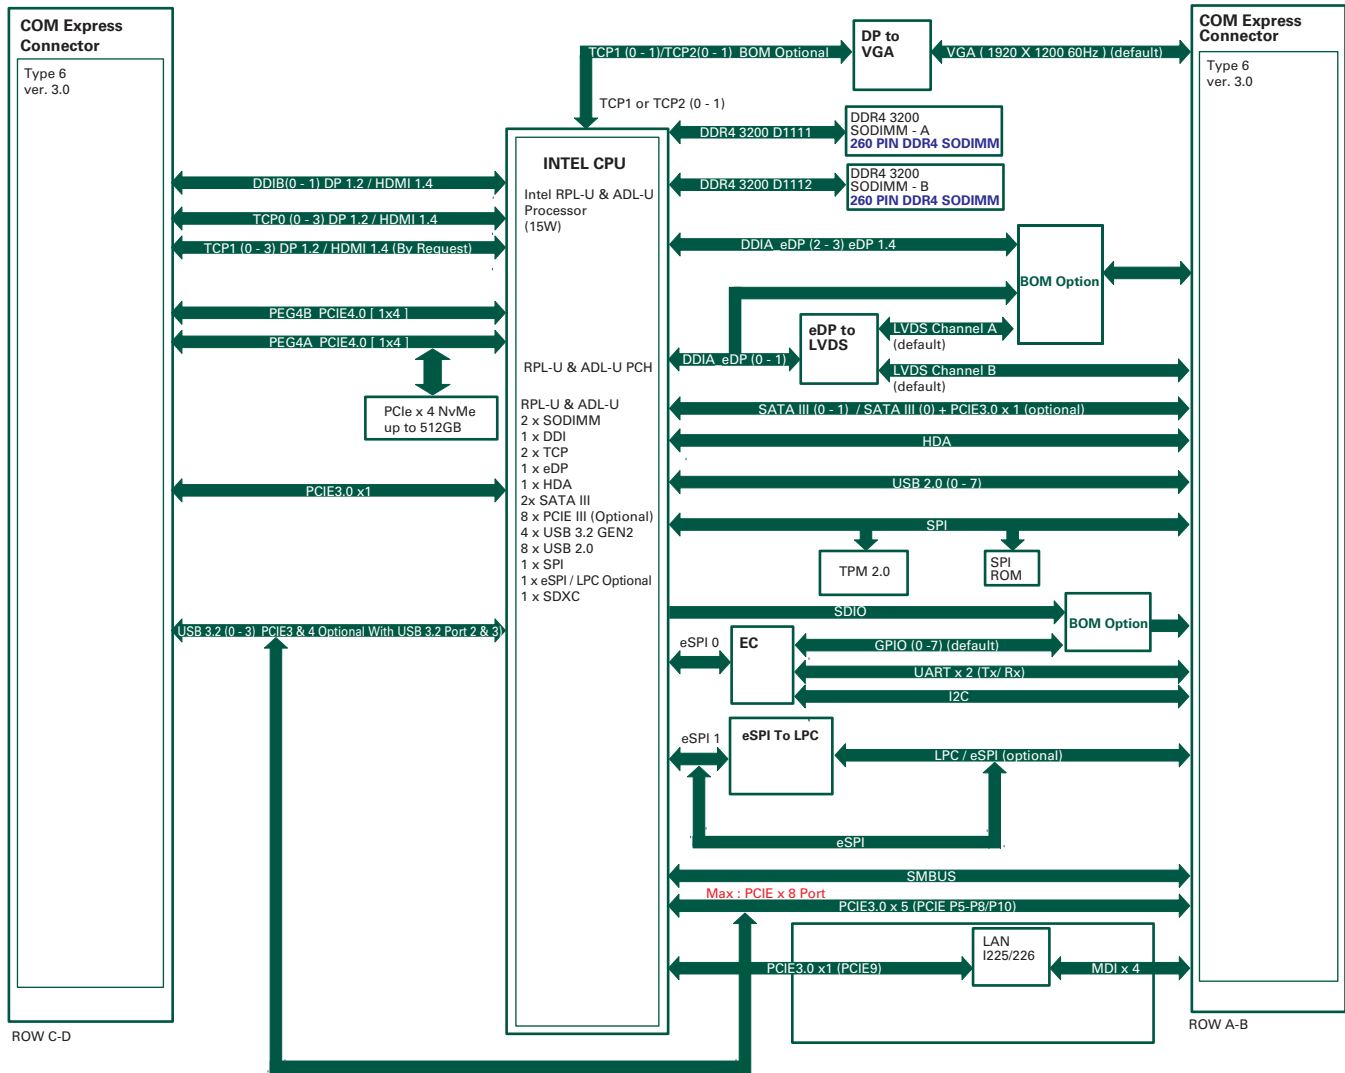 COM Express
Connector
Type 6
ver. 3.0
ROW C-D
DDIB(0 - 1) DP 1.2 / HDMI 1.4
TCP0 (0 - 3) DP 1.2 / HDMI 1.4
TCP1 (0 - 3) DP 1.2 / HDMI 1.4 (By Request)
PEG4B PCIE4.0 [ 1x4 ]
PEG4A PCIE4.0 [ 1x4 ]
PCIe x 4 NvMe
up to 512GB
PCIE3.0 x1
USB 3.2 (0 - 3) PCIE3 & 4 Optional With USB 3.2 Port 2 & 3)
TCP1 (0 - 1)/TCP2(0 - 1) BOM Optional
TCP1 or TCP2 (0 - 1)
INTEL CPU
Intel RPL-U & ADL-U
Processor
(15W)
RPL-U & ADL-U PCH
RPL-U & ADL-U
2 x SODIMM
1 x DDI
2 x TCP
1 x eDP
1 x HDA
2x SATA III
8 x PCIE III (Optional)
4 x USB 3.2 GEN2
8 x USB 2.0
1 x SPI
1 x eSPI / LPC Optional
1 x SDXC
DP to
VGA
VGA ( 1920 X 1200 60Hz ) (default)
DDR4 3200 D1111
DDR4 3200
SODIMM - A
260 PIN DDR4 SODIMM
DDR4 3200 D1112
DDR4 3200
SODIMM - B
260 PIN DDR4 SODIMM
DDIA_eDP (2 - 3) eDP 1.4
BOM Option
eDP to
LVDS
LVDS Channel A
(default)
DDIA_eDP (0 - 1)
LVDS Channel B
(default)
SATA III (0 - 1) / SATA III (0) + PCIE3.0 x 1 (optional)
HDA
USB 2.0 (0 - 7)
SPI
TPM 2.0
SPI
ROM
SDIO
BOM Option
eSPI 0
EC
GPIO (0 -7) (default)
UART x 2 (Tx/ Rx)
I2C
eSPI 1
eSPI To LPC
LPC / eSPI (optional)
eSPI
SMBUS
Max : PCIE x 8 Port
PCIE3.0 x 5 (PCIE P5-P8/P10)
LAN
I225/226
PCIE3.0 x1 (PCIE9)
MDI x 4
COM Express
Connector
Type 6
ver. 3.0
ROW A-B